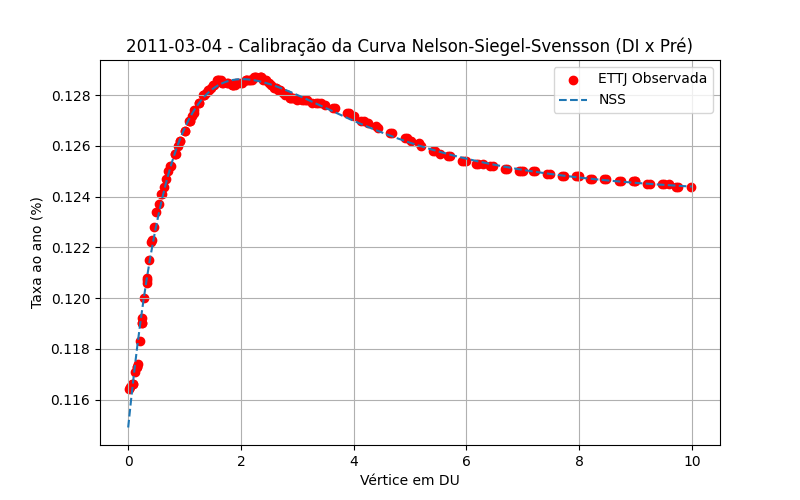 2011-03-04 - Calibração da Curva Nelson-Siegel-Svensson (DI x Pré)
ETTJ Observada
NSS
Taxa ao ano (%)
0.128
0.126
0.124
0.122
0.120
0.118
0.116
0 2 4 6 8 10
Vértice em DU